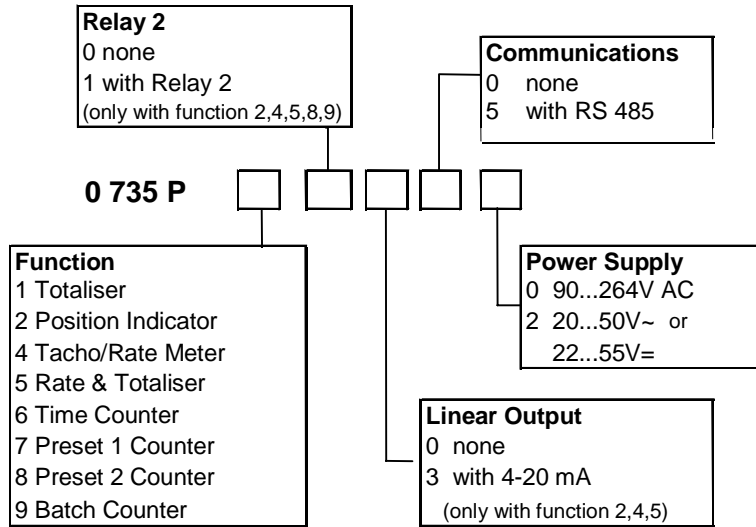 Relay 2
0 none
1 with Relay 2
(only with function 2,4,5,8,9)
Communications
0 none
5 with RS 485
0 735 P
Function
1 Totaliser
2 Position Indicator
4 Tacho/Rate Meter
5 Rate & Totaliser
6 Time Counter
7 Preset 1 Counter
8 Preset 2 Counter
9 Batch Counter
Power Supply
0 90...264V AC
2 20...50V~ or
22...55V=
Linear Output
0 none
3 with 4-20 mA
(only with function 2,4,5)